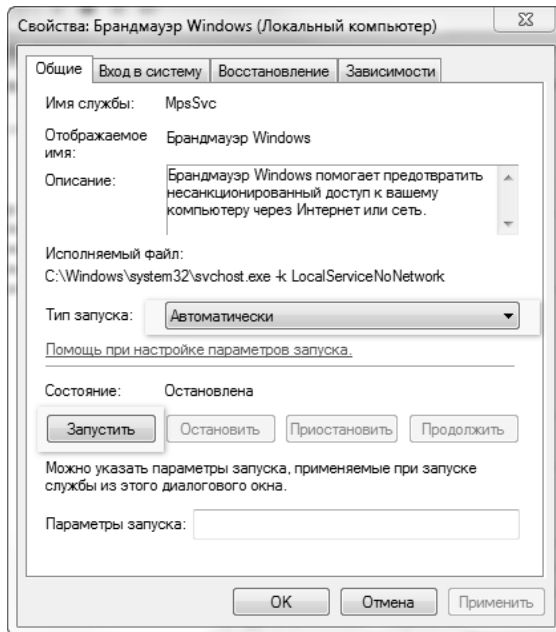 Свойства: Брандмауэр Windows (Локальный компьютер)
Общие Вход в систему Восстановление Зависимости
Имя службы: MpsSvc
Отображаемое имя: Брандмауэр Windows
Описание: Брандмауэр Windows помогает предотвратить
несанкционированный доступ к вашему
компьютеру через Интернет или сеть.
Исполняемый файл:
C:\Windows\system32\svchost.exe -k LocalServiceNoNetwork
Тип запуска: Автоматически
Помощь при настройке параметров запуска.
Состояние: Остановлена
Запустить Остановить Приостановить Продолжить
Можно указать параметры запуска, применяемые при запуске
службы из этого диалогового окна.
Параметры запуска:
OK Отмена Применить